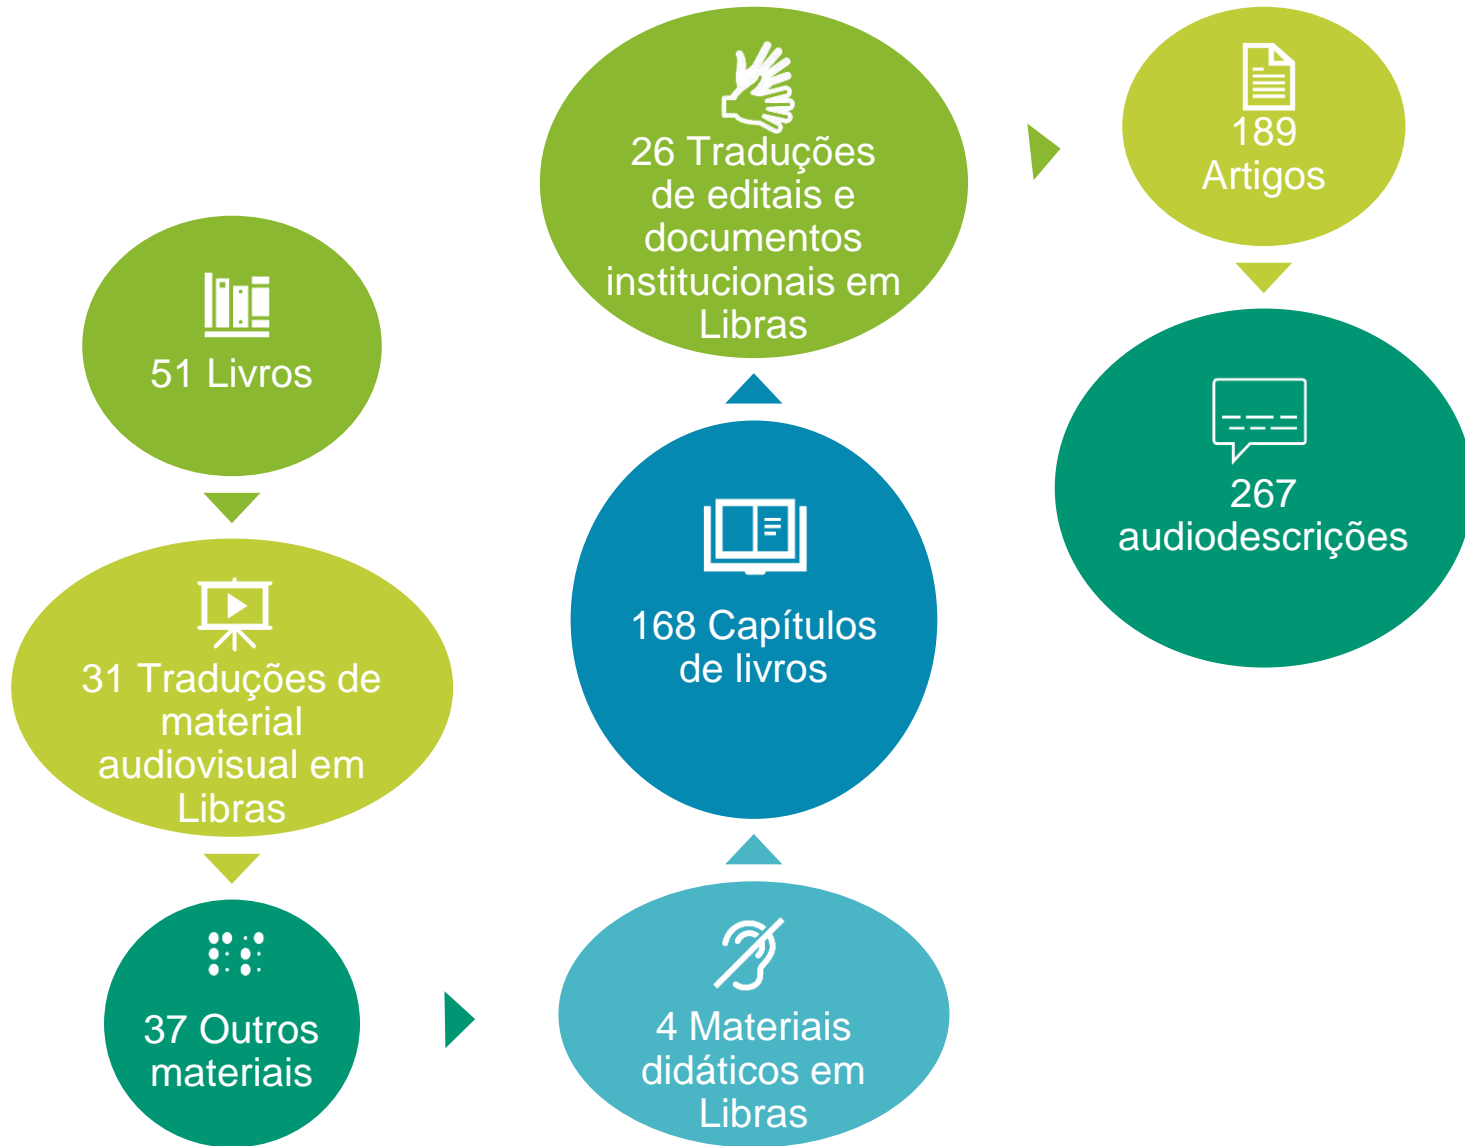 51 Livros
31 Traduções de
material
audiovisual em
Libras
37 Outros
materiais
4 Materiais
didáticos em
Libras
168 Capítulos
de livros
26 Traduções
de editais e
documentos
institucionais em
Libras
189
Artigos
267
audiodescrições